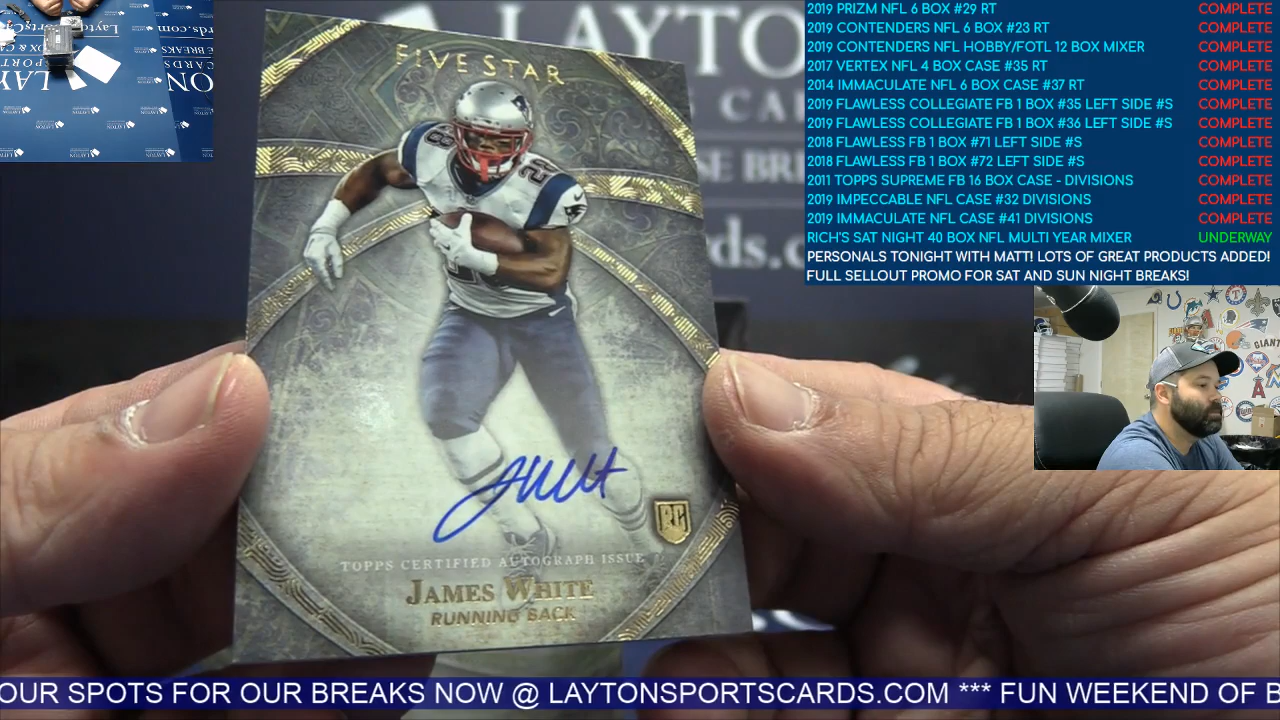 2019 PRIZM NFL 6 BOX #29 RT COMPLETE
2019 CONTENDERS NFL 6 BOX #23 RT COMPLETE
2019 CONTENDERS NFL HOBBY/FOTL 12 BOX MIXER COMPLETE
2017 VERTEX NFL 4 BOX CASE #35 RT COMPLETE
2014 IMMACULATE NFL 6 BOX CASE #37 RT COMPLETE
2019 FLAWLESS COLLEGIATE FB 1 BOX #35 LEFT SIDE #S COMPLETE
2019 FLAWLESS COLLEGIATE FB 1 BOX #36 LEFT SIDE #S COMPLETE
2018 FLAWLESS FB 1 BOX #71 LEFT SIDE #S COMPLETE
2018 FLAWLESS FB 1 BOX #72 LEFT SIDE #S COMPLETE
2011 TOPPS SUPREME FB 16 BOX CASE - DIVISIONS COMPLETE
2019 IMPECCABLE NFL CASE #32 DIVISIONS COMPLETE
2019 IMMACULATE NFL CASE #41 DIVISIONS COMPLETE
RICH'S SAT NIGHT 40 BOX NFL MULTI YEAR MIXER UNDERWAY
PERSONALS TONIGHT WITH MATT! LOTS OF GREAT PRODUCTS ADDED!
FULL SELLOUT PROMO FOR SAT AND SUN NIGHT BREAKS!
LAYTON
CA
SE BRE
ds.c
FIVE STAR
28
28
TOPPS CERTIFIED AUTOGRAPH ISSUE
RC
JAMES WHITE
RUNNING BACK
GIANT
OUR SPOTS FOR OUR BREAKS NOW @ LAYTONSPORTSCARDS.COM *** FUN WEEKEND OF B